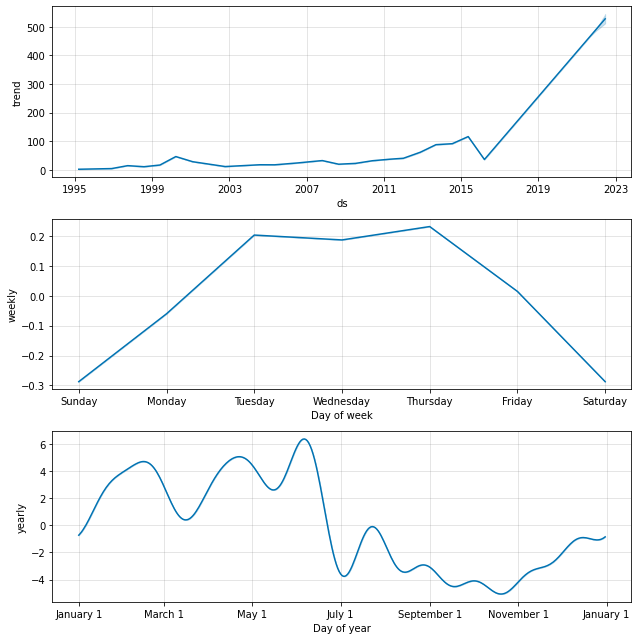 500
400
300
200
100
0
trend
1995 1999 2003 2007 2011 2015 2019 2023
ds
0.2
0.1
0.0
−0.1
−0.2
−0.3
weekly
Sunday Monday Tuesday Wednesday Thursday Friday Saturday
Day of week
6
4
2
0
−2
−4
yearly
January 1 March 1 May 1 July 1 September 1 November 1 January 1
Day of year